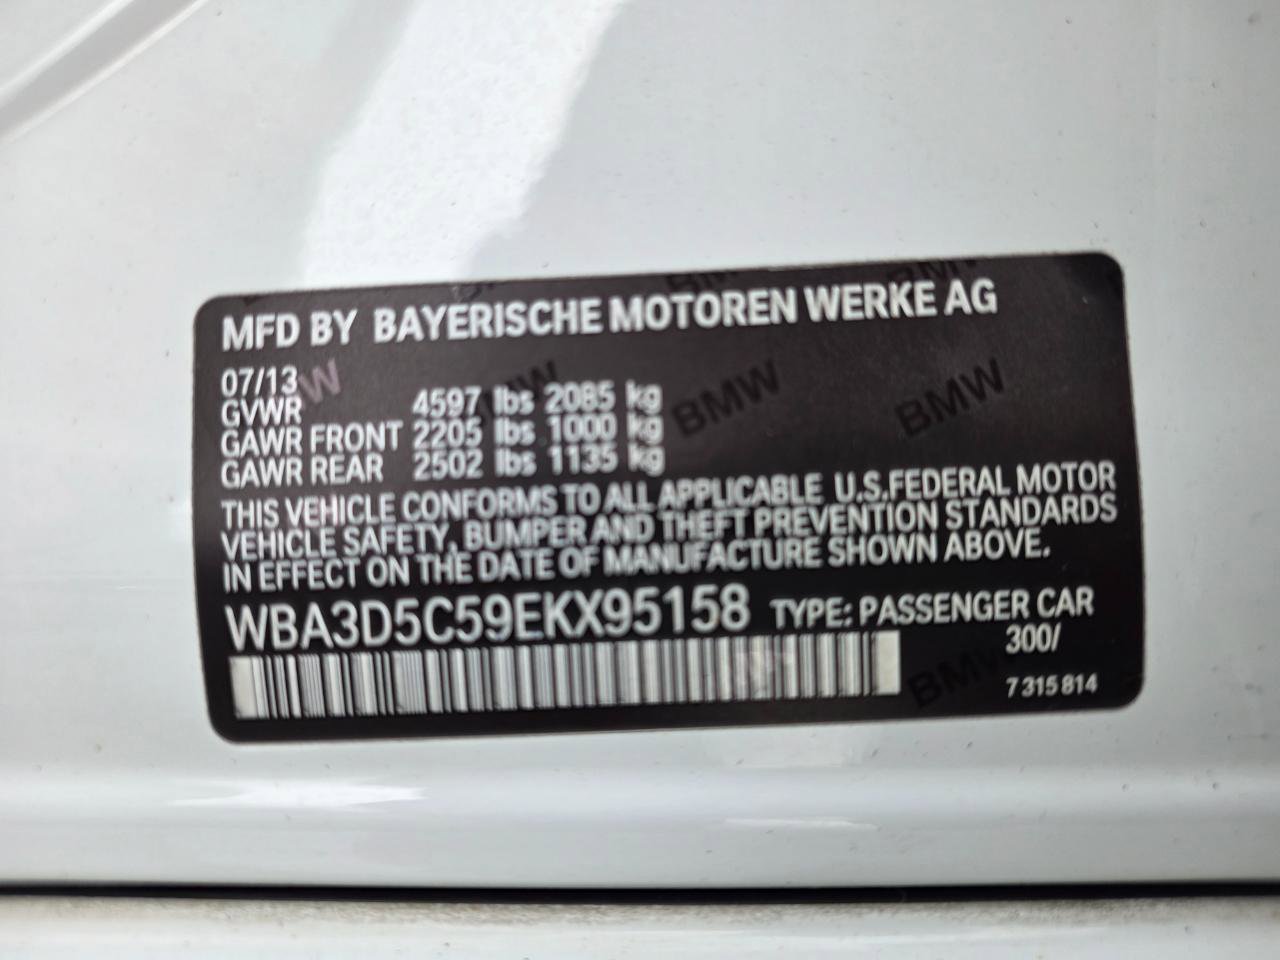 MFD BY BAYERISCHE MOTOREN WERKE AG
07/13
GVWR 4597 lbs 2085 kg
GAWR FRONT 2205 lbs 1000 kg
GAWR REAR 2502 lbs 1135 kg
THIS VEHICLE CONFORMS TO ALL APPLICABLE U.S.FEDERAL MOTOR
VEHICLE SAFETY, BUMPER AND THEFT PREVENTION STANDARDS
IN EFFECT ON THE DATE OF MANUFACTURE SHOWN ABOVE.
WBA3D5C59EKX95158 TYPE: PASSENGER CAR
300/
7 315 814
BMW
BMW
BMW